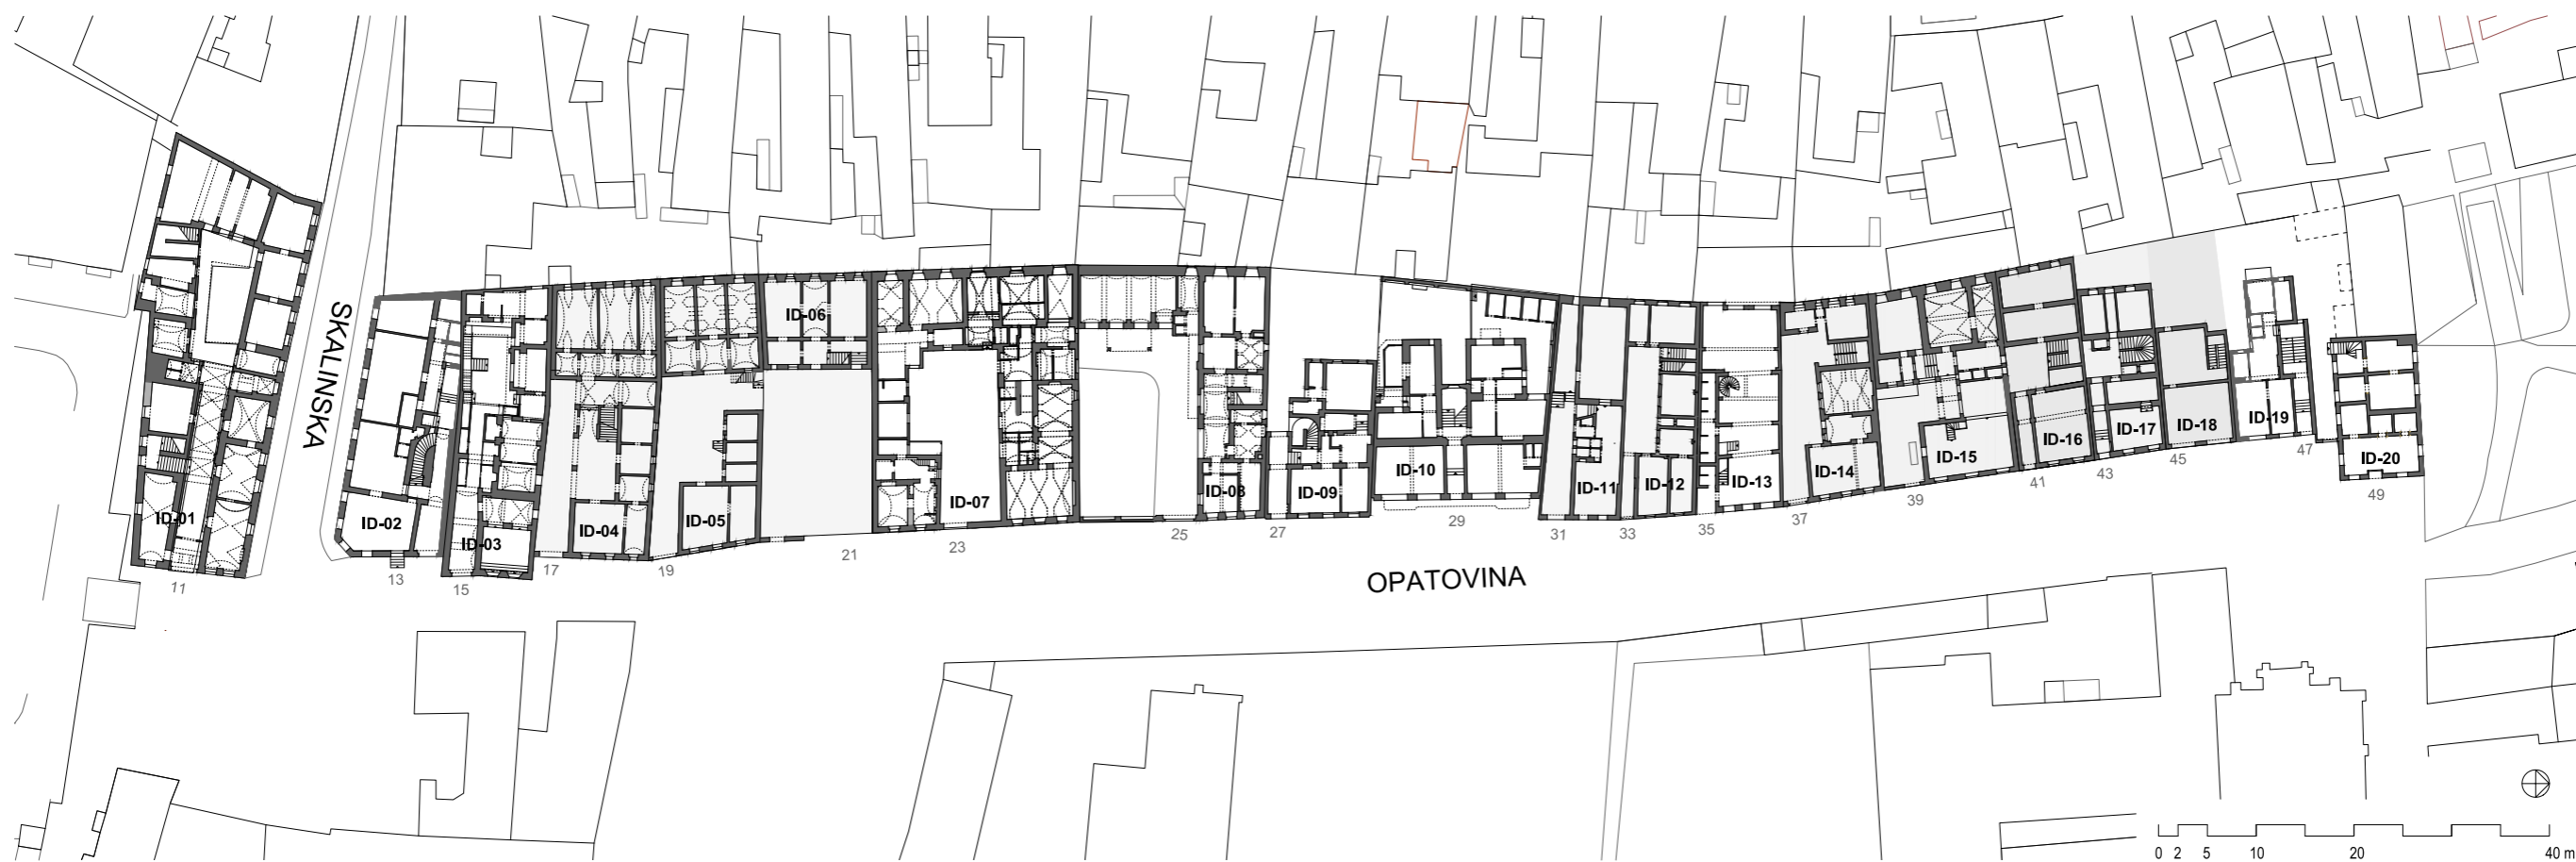 SKALINSKA
OPATOVINA
ID-01
ID-02
ID-03
ID-04
ID-05
ID-06
ID-07
ID-08
ID-09
ID-10
ID-11
ID-12
ID-13
ID-14
ID-15
ID-16
ID-17
ID-18
ID-19
ID-20
11
13
15
17
19
21
23
25
27
29
31
33
35
37
39
41
43
45
47
49
0 2 5 10 20 40 m